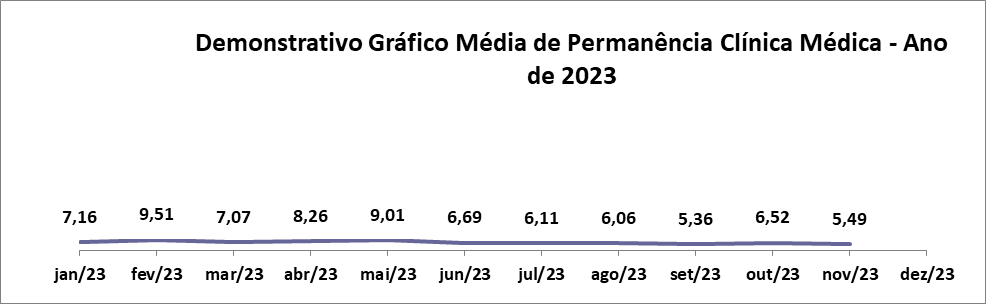 Demonstrativo Gráfico Média de Permanência Clínica Médica - Ano
de 2023
7,16 9,51 7,07 8,26 9,01 6,69 6,11 6,06 5,36 6,52 5,49
jan/23 fev/23 mar/23 abr/23 mai/23 jun/23 jul/23 ago/23 set/23 out/23 nov/23 dez/23